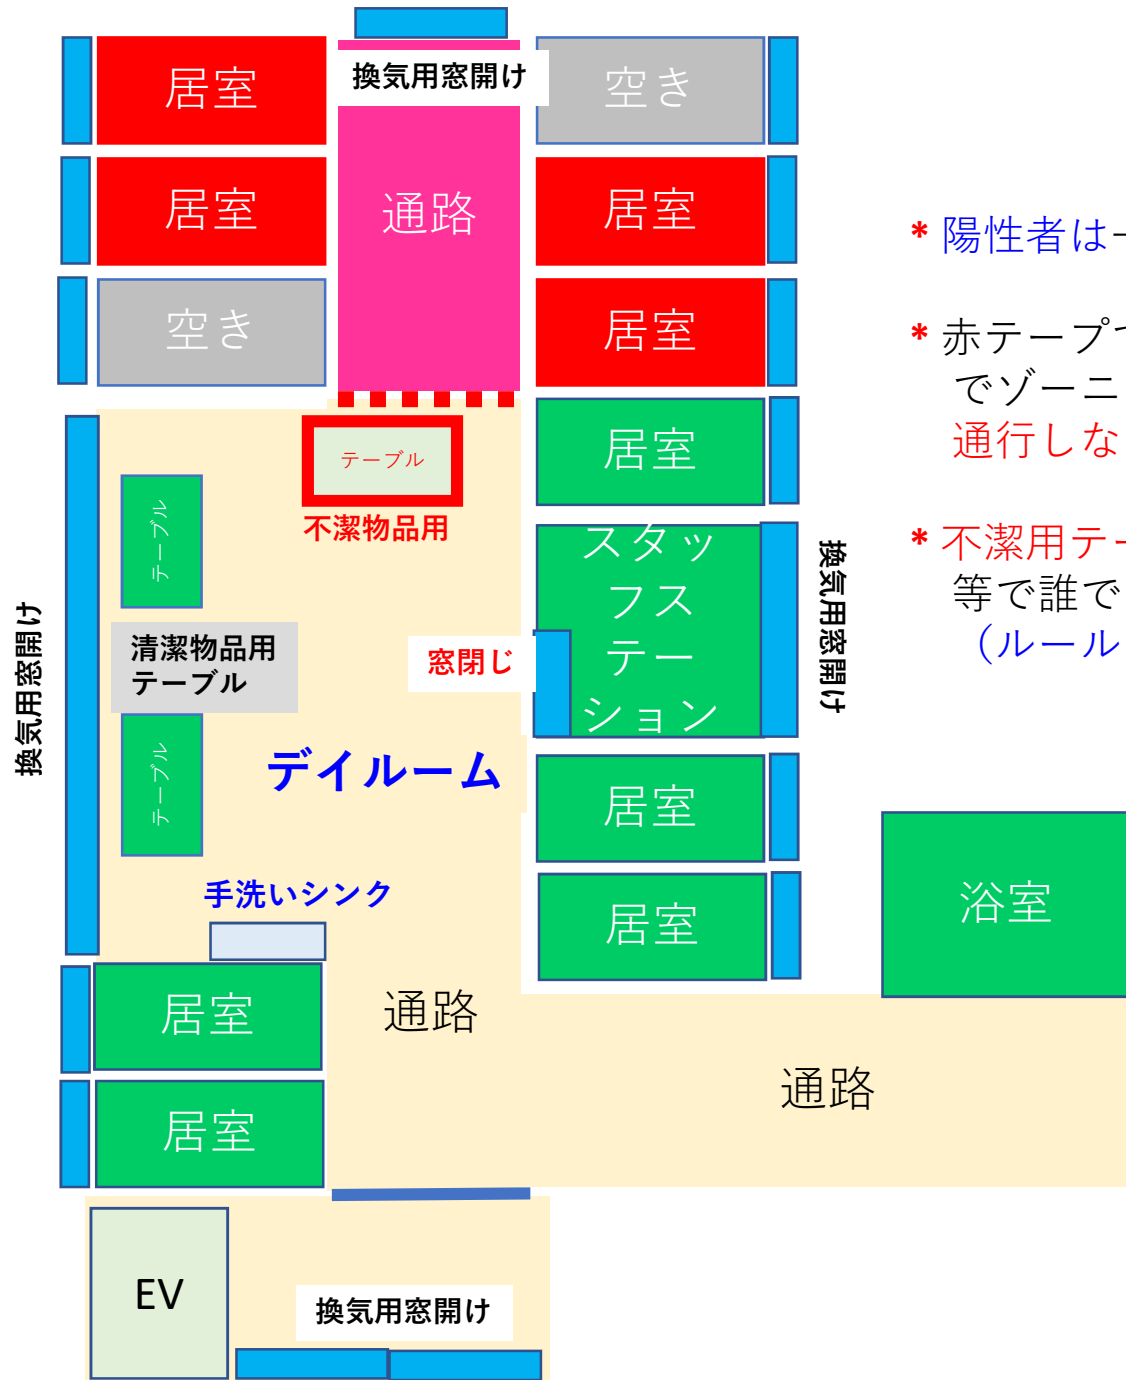 換気用窓開け
居室
空き
居室
通路
居室
空き
居室
* 陽性者は
* 赤テープ
でゾーニ
通行しな
* 不潔用テー
等で誰で
（ルール
テーブル
不潔物品用
居室
テーブル
清潔物品用
テーブル
テーブル
換気用窓開け
窓閉じ
スタッ
フス
テー
ション
換気用窓開け
デイルーム
居室
手洗いシンク
居室
浴室
居室
通路
通路
居室
EV
換気用窓開け